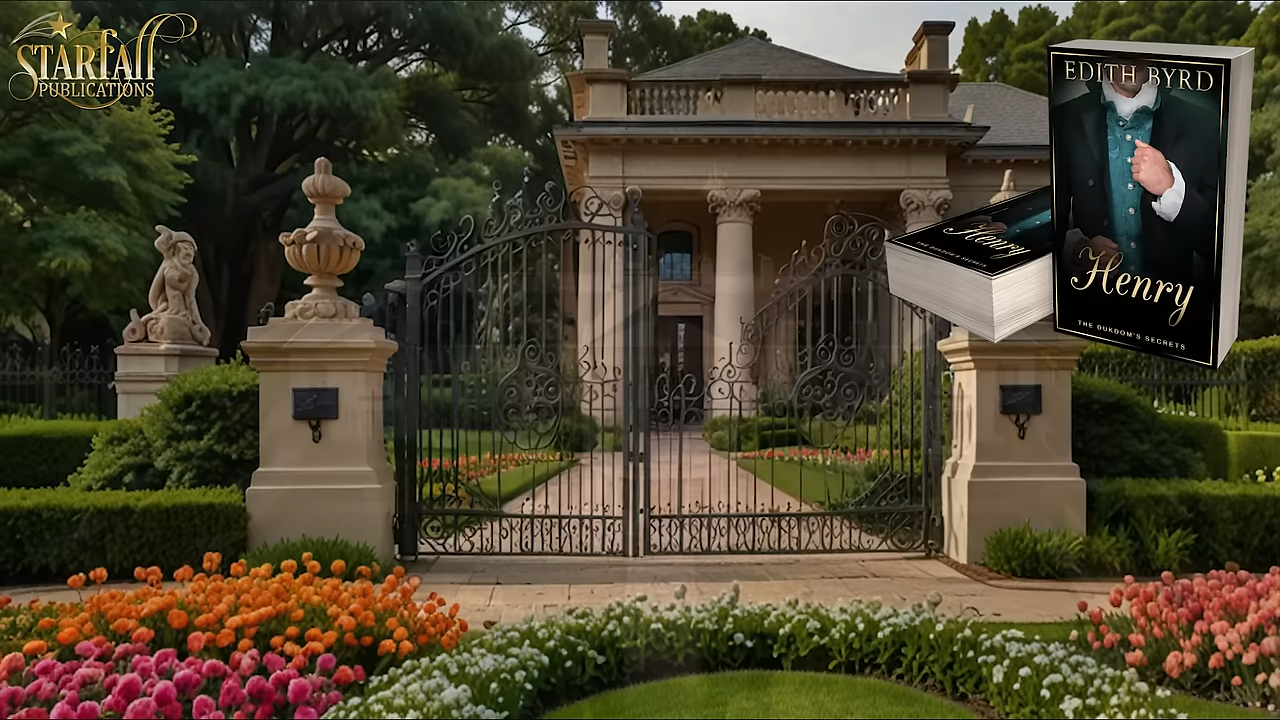 STARfall
PUBLICATIONS
EDITH BYRD
Henry
THE DUKDOM'S SECRETS
Henry
THE DUKDOM'S SECRETS